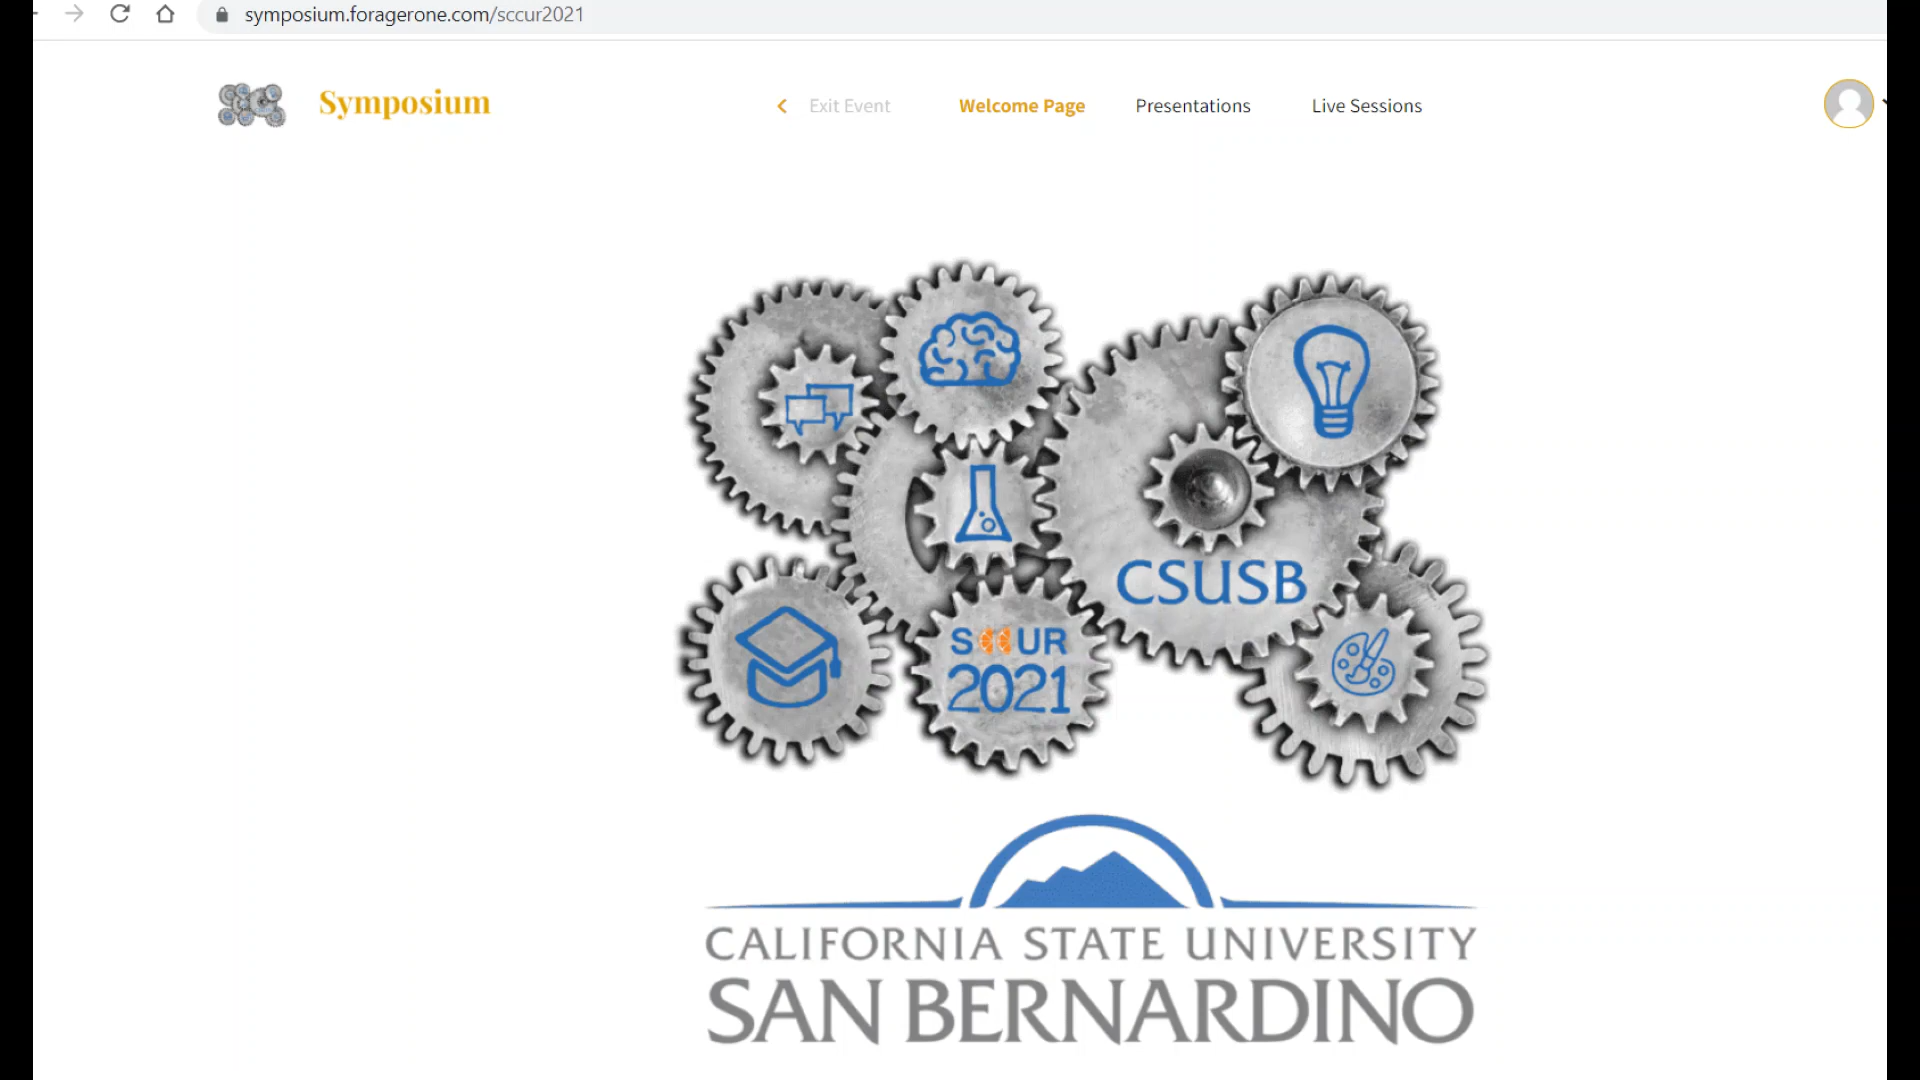 symposium.foragerone.com/sccur2021
Symposium
Exit Event
Welcome Page
Presentations
Live Sessions
CSUSB
SCCUR
2021
CALIFORNIA STATE UNIVERSITY
SAN BERNARDINO